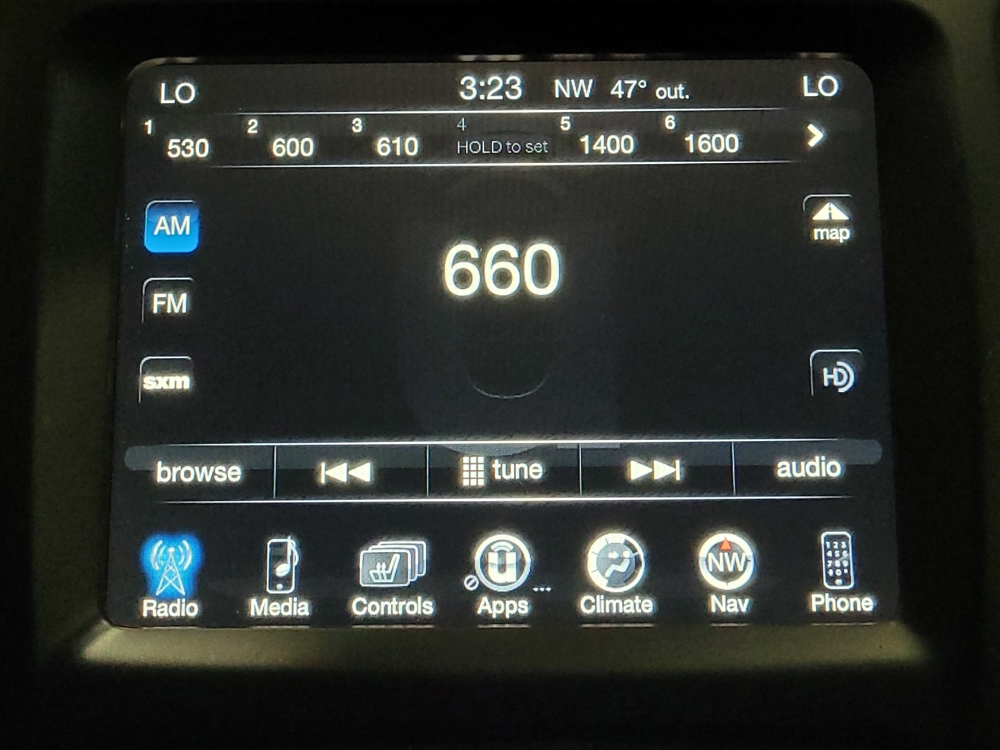 LO 3:23 NW 47° out. LO
1 530 2 600 3 610 4 HOLD to set 5 1400 6 1600
AM
map
660
FM
sxm
HD
browse tune audio
NW
Radio Media Controls Apps Climate Nav Phone